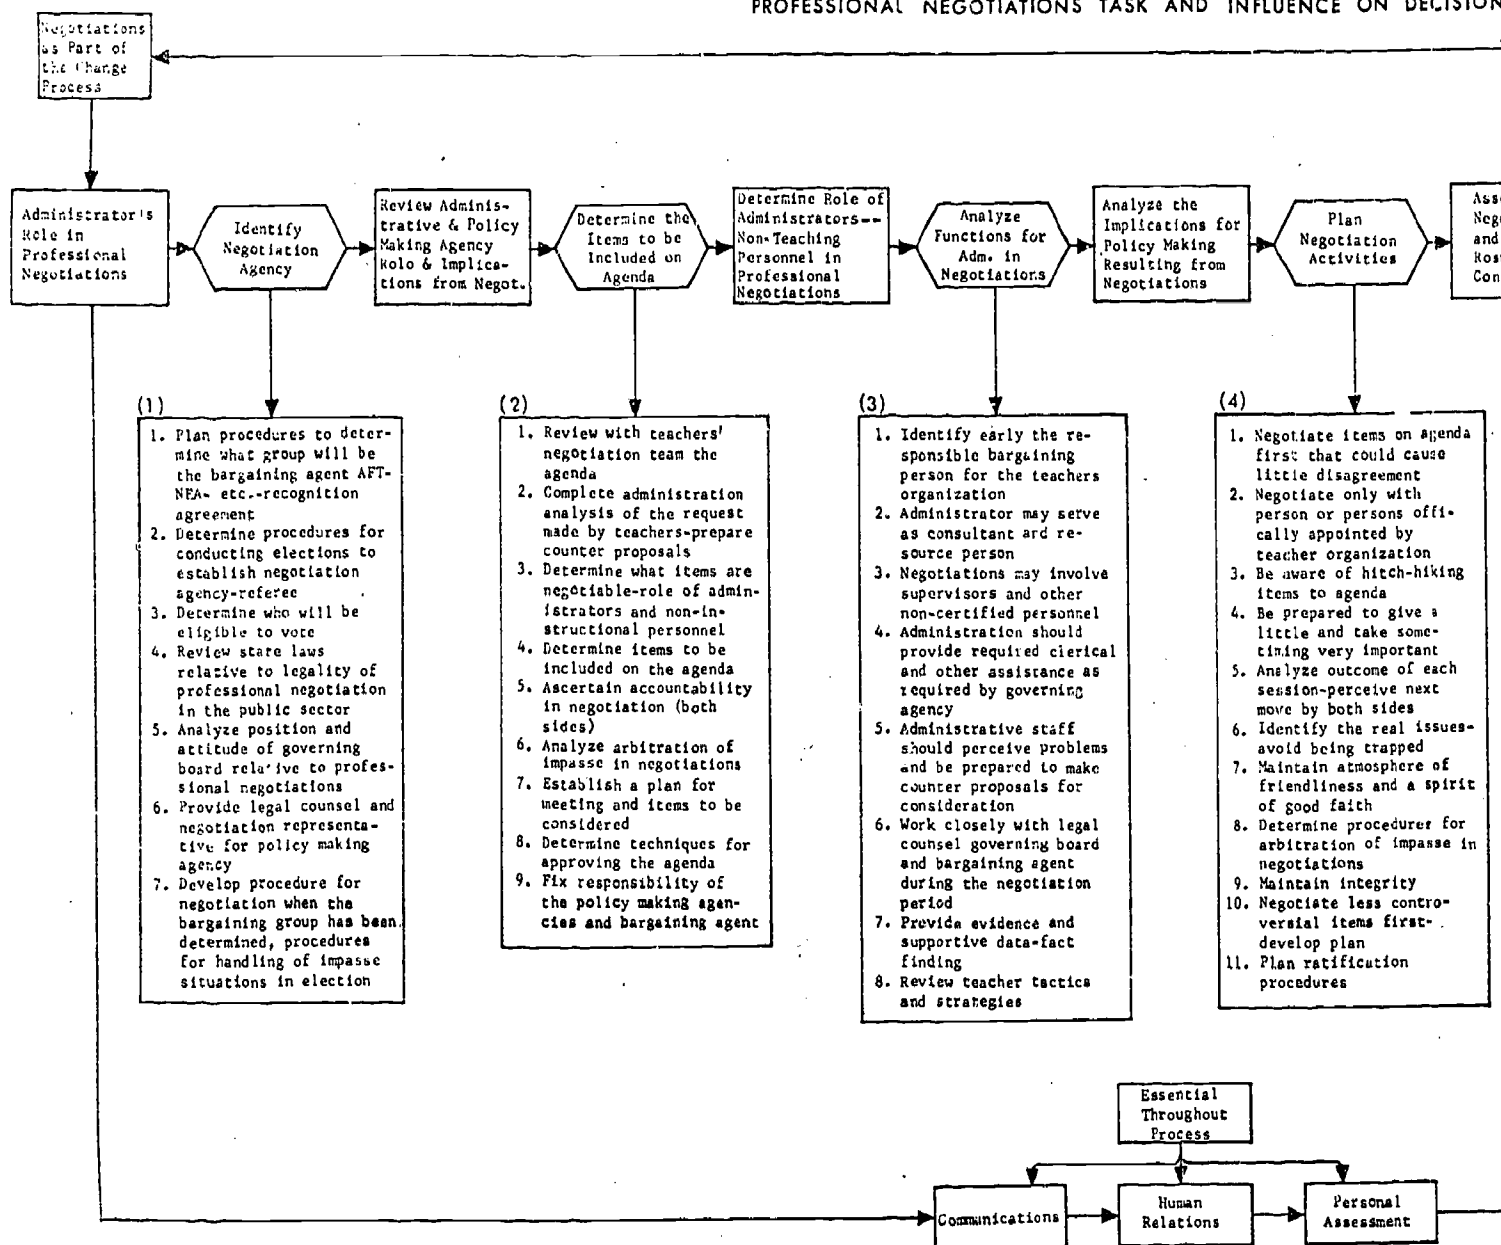 PROFESSIONAL NEGOTIATIONS TASK AND INFLUENCE ON DECISION
Negotiations
as Part of
the Change
Process
Administrator's
Role in
Professional
Negotiations
Identify
Negotiation
Agency
Review Adminis-
trative & Policy
Making Agency
Role & Implica-
tions from Negot.
Determine the
Items to be
Included on
Agenda
Determine Role of
Administrators--
Non-Teaching
Personnel in
Professional
Negotiations
Analyze
Functions for
Adm. in
Negotiations
Analyze the
Implications for
Policy Making
Resulting from
Negotiations
Plan
Negotiation
Activities
Ass
Nego
and
Ros
Con
(1)
1. Plan procedures to deter-
mine what group will be
the bargaining agent AFT-
NEA- etc.-recognition
agreement
2. Determine procedures for
conducting elections to
establish negotiation
agency-referee
3. Determine who will be
eligible to vote
4. Review state laws
relative to legality of
professional negotiation
in the public sector
5. Analyze position and
attitude of governing
board relative to profes-
sional negotiations
6. Provide legal counsel and
negotiation representa-
tive for policy making
agency
7. Develop procedure for
negotiation when the
bargaining group has been
determined, procedures
for handling of impasse
situations in election
(2)
1. Review with teachers'
negotiation team the
agenda
2. Complete administration
analysis of the request
made by teachers-prepare
counter proposals
3. Determine what items are
negotiable-role of admin-
istrators and non-in-
structional personnel
4. Determine items to be
included on the agenda
5. Ascertain accountability
in negotiation (both
sides)
6. Analyze arbitration of
impasse in negotiations
7. Establish a plan for
meeting and items to be
considered
8. Determine techniques for
approving the agenda
9. Fix responsibility of
the policy making agen-
cies and bargaining agent
(3)
1. Identify early the re-
sponsible bargaining
person for the teachers
organization
2. Administrator may serve
as consultant and re-
source person
3. Negotiations may involve
supervisors and other
non-certified personnel
4. Administration should
provide required clerical
and other assistance as
required by governing
agency
5. Administrative staff
should perceive problems
and be prepared to make
counter proposals for
consideration
6. Work closely with legal
counsel governing board
and bargaining agent
during the negotiation
period
7. Provide evidence and
supportive data-fact
finding
8. Review teacher tactics
and strategies
(4)
1. Negotiate items on agenda
first that could cause
little disagreement
2. Negotiate only with
person or persons offi-
cally appointed by
teacher organization
3. Be aware of hitch-hiking
items to agenda
4. Be prepared to give a
little and take some-
timing very important
5. Analyze outcome of each
session-perceive next
move by both sides
6. Identify the real issues-
avoid being trapped
7. Maintain atmosphere of
friendliness and a spirit
of good faith
8. Determine procedures for
arbitration of impasse in
negotiations
9. Maintain integrity
10. Negotiate less contro-
versial items first-
develop plan
11. Plan ratification
procedures
Essential
Throughout
Process
Communications
Human
Relations
Personal
Assessment